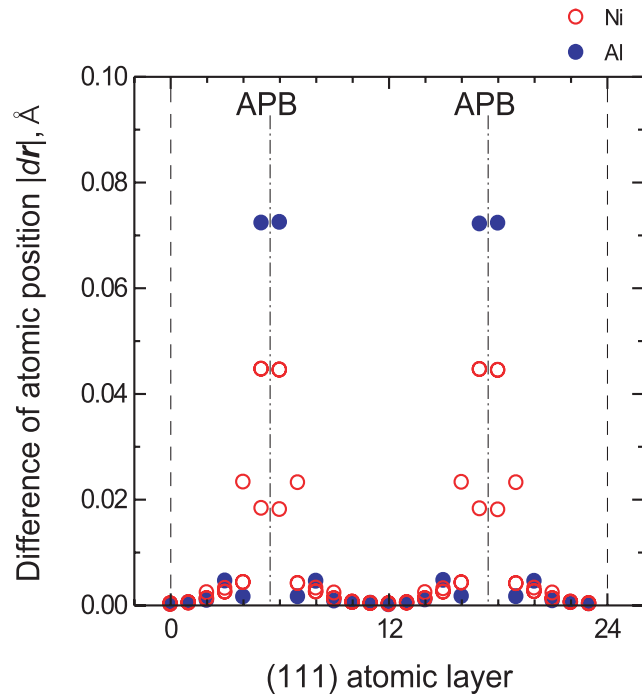 Ni
Al
0.10
APB
APB
0.08
0.06
0.04
0.02
0.00
0
12
24
Difference of atomic position |dr|, Å
(111) atomic layer